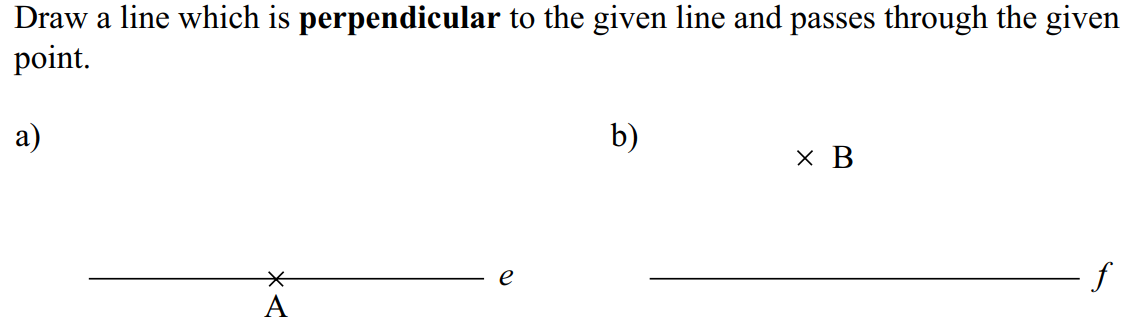 Draw a line which is perpendicular to the given line and passes through the given
point.
a) b)
× B
e f
A